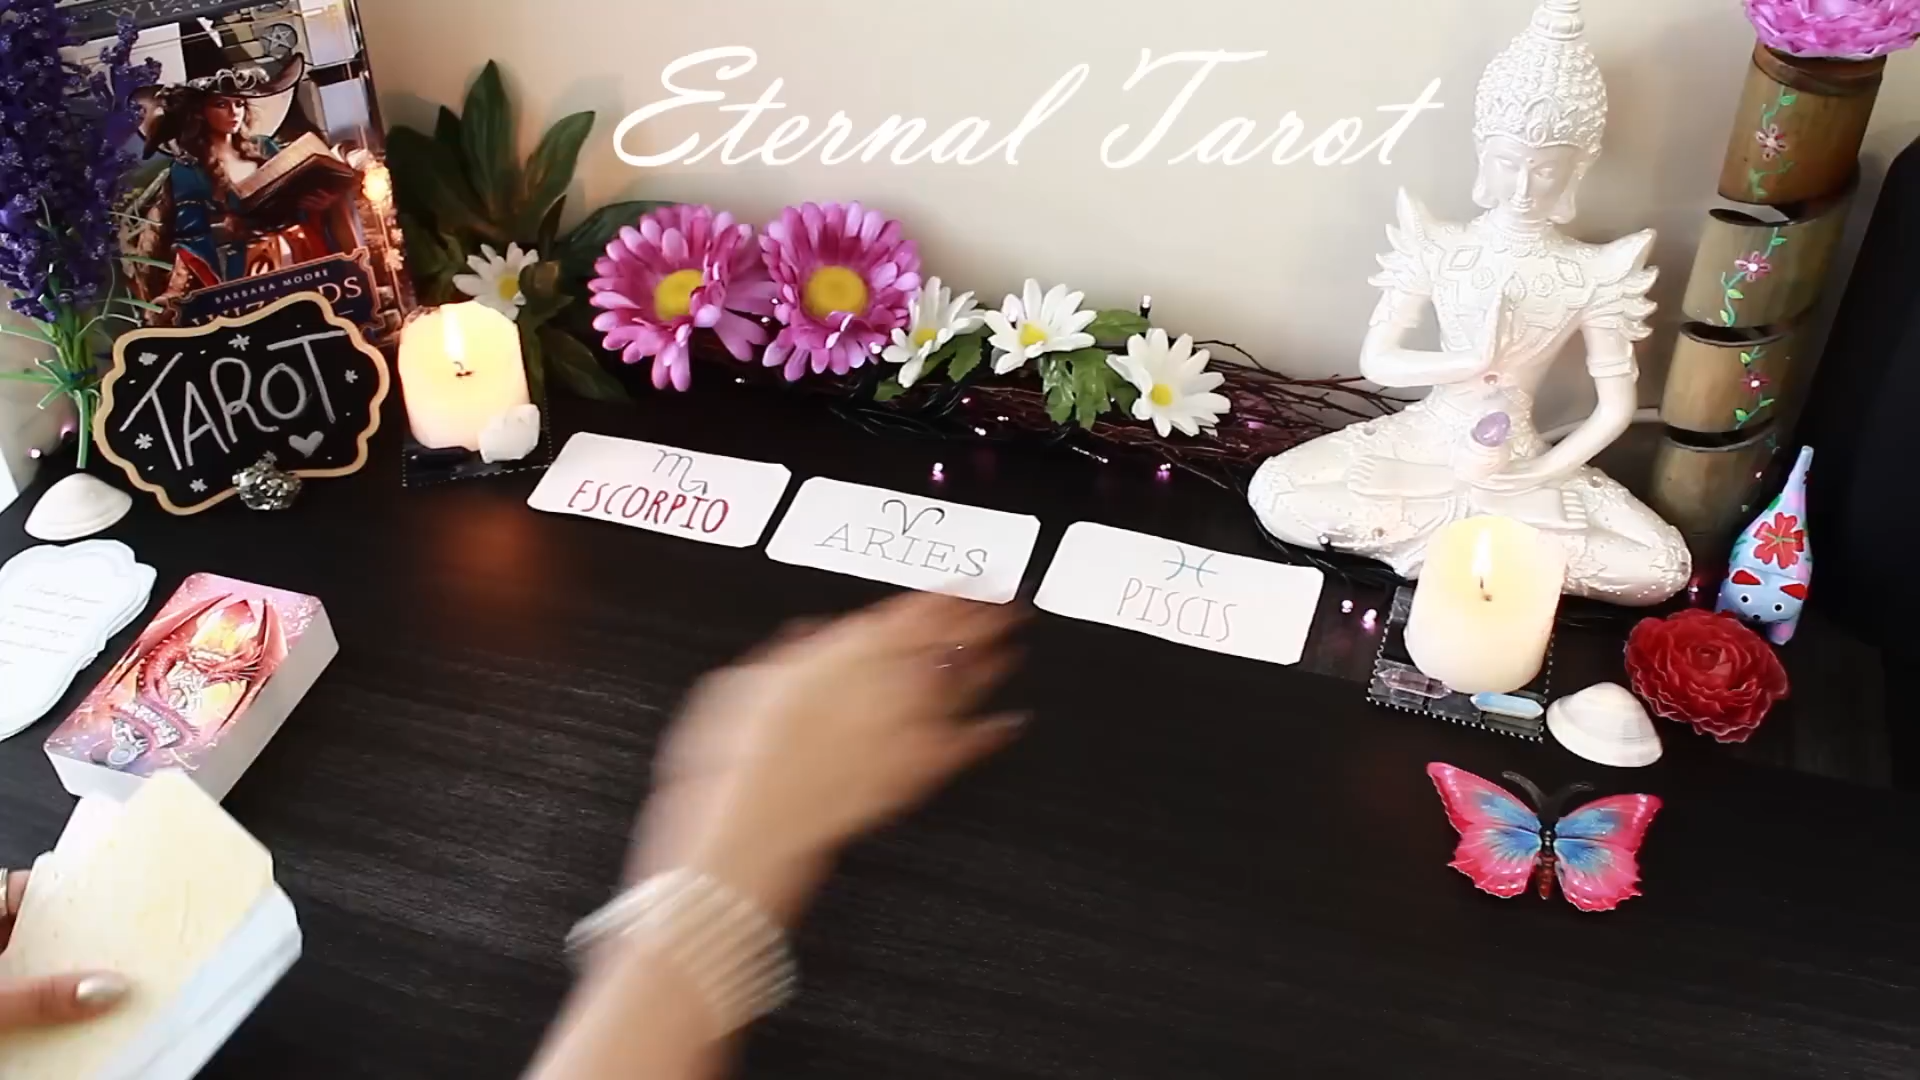 Eternal Tarot
BARBARA MOORE
TAROT
♏
ESCORPIO
♈
ARIES
♓
PISCIS